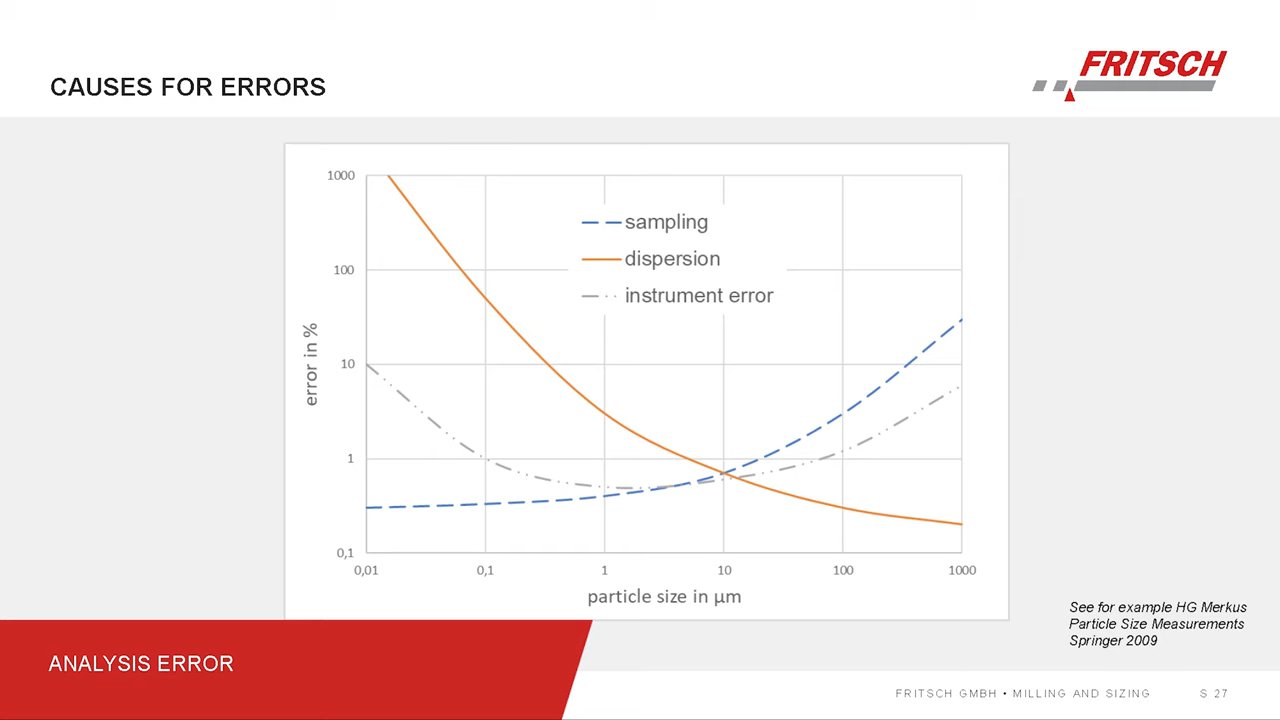 CAUSES FOR ERRORS
FRITSCH
1000
100
10
1
0,1
error in %
sampling
dispersion
instrument error
0,01
0,1
1
10
100
1000
particle size in µm
See for example HG Merkus
Particle Size Measurements
Springer 2009
ANALYSIS ERROR
FRITSCH GMBH • MILLING AND SIZING
S 27